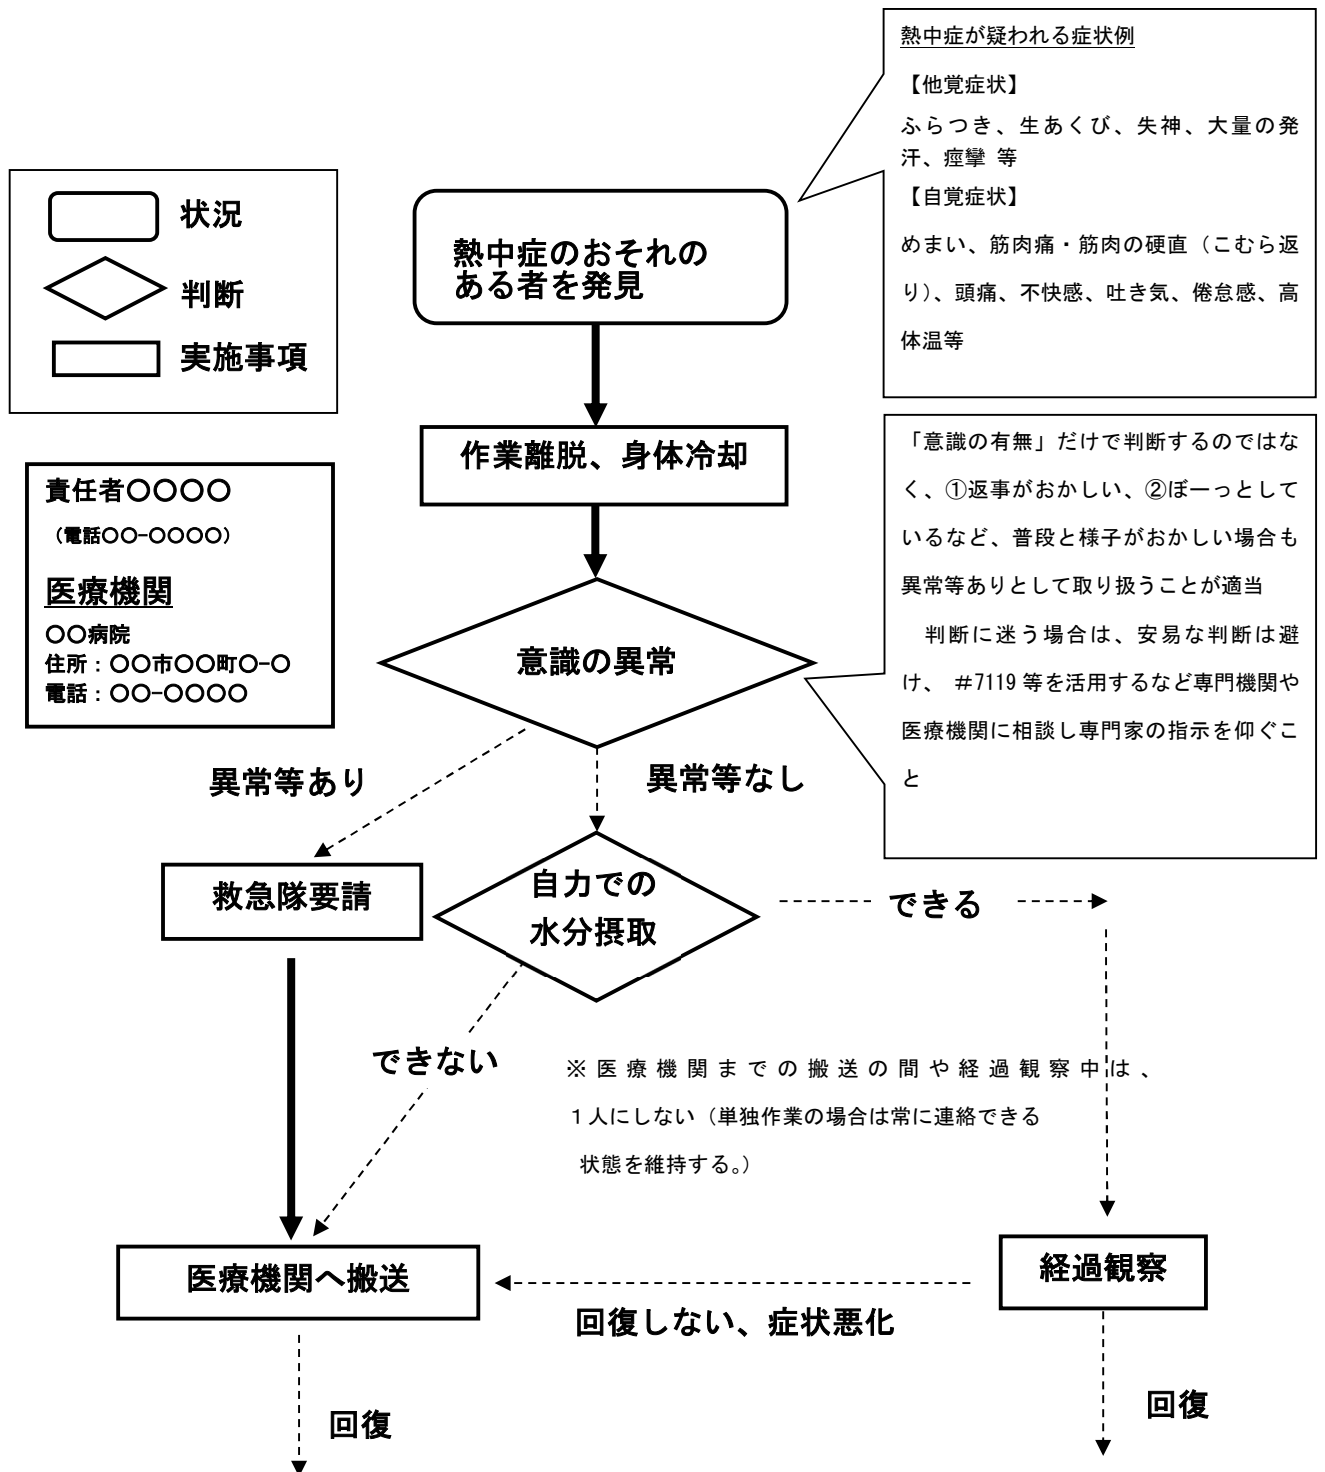 熱中症が疑われる症状例
【他覚症状】
ふらつき、生あくび、失神、大量の発
汗、痙攣 等
【自覚症状】
めまい、筋肉痛・筋肉の硬直（こむら返
り）、頭痛、不快感、吐き気、倦怠感、高
体温等
状況
判断
実施事項
熱中症のおそれの
ある者を発見
作業離脱、身体冷却
責任者〇〇〇〇
（電話〇〇-〇〇〇〇）
医療機関
〇〇病院
住所：〇〇市〇〇町〇-〇
電話：〇〇-〇〇〇〇
「意識の有無」だけで判断するのではな
く、①返事がおかしい、②ぼーっとして
いるなど、普段と様子がおかしい場合も
異常等ありとして取り扱うことが適当
判断に迷う場合は、安易な判断は避
け、 ＃7119 等を活用するなど専門機関や
医療機関に相談し専門家の指示を仰ぐこ
と
意識の異常
異常等あり
異常等なし
救急隊要請
自力での
水分摂取
できる
できない
※医療機関までの搬送の間や経過観察中は、
１人にしない（単独作業の場合は常に連絡できる
状態を維持する。）
医療機関へ搬送
経過観察
回復しない、症状悪化
回復
回復